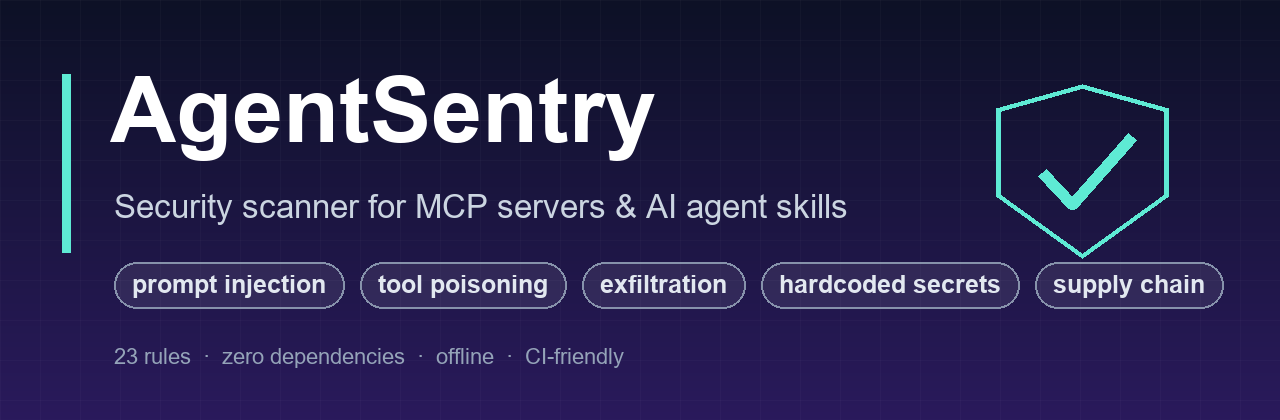 AgentSentry
Security scanner for MCP servers & AI agent skills
prompt injection tool poisoning exfiltration hardcoded secrets supply chain
23 rules · zero dependencies · offline · CI-friendly